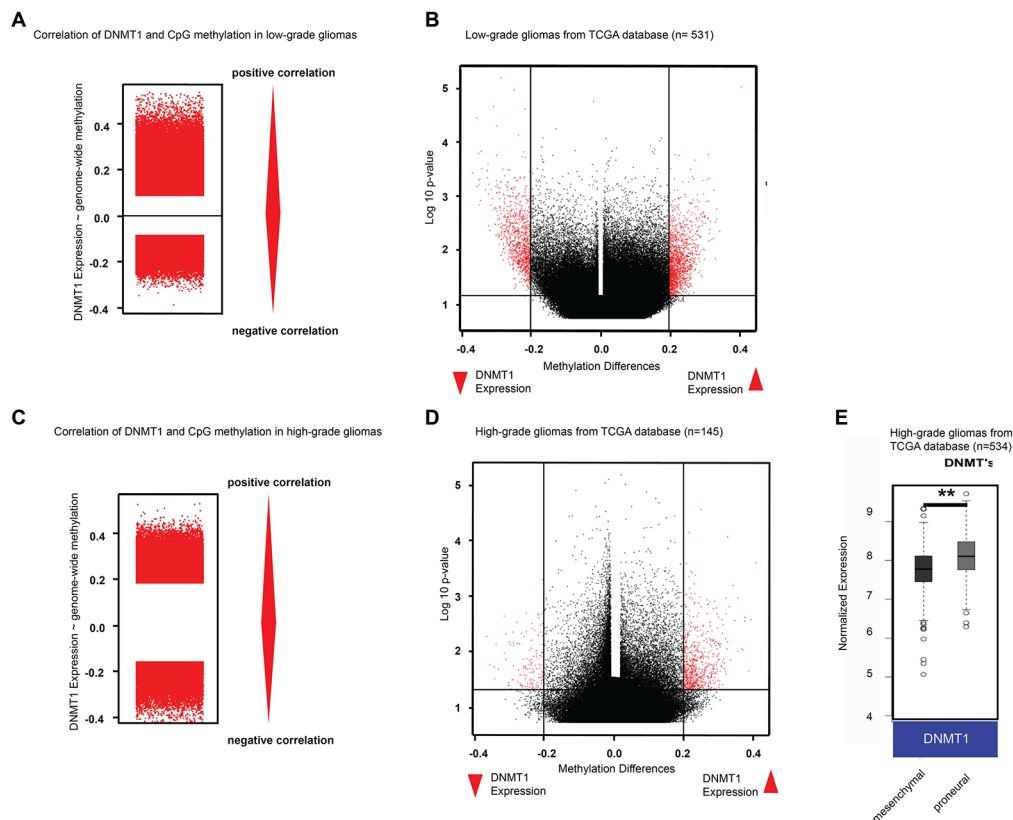 A
Correlation of DNMT1 and CpG methylation in low-grade gliomas
DNMT1 Expression ~ genome-wide methylation
0.4
0.2
0.0
-0.2
-0.4
positive correlation
negative correlation
B
Low-grade gliomas from TCGA database (n= 531)
Log 10 p-value
5
4
3
2
1
-0.4
-0.2
0.0
0.2
0.4
Methylation Differences
DNMT1
Expression
DNMT1
Expression
C
Correlation of DNMT1 and CpG methylation in high-grade gliomas
DNMT1 Expression ~ genome-wide methylation
0.4
0.2
0.0
-0.2
-0.4
positive correlation
negative correlation
D
High-grade gliomas from TCGA database (n=145)
Log 10 p-value
5
4
3
2
1
-0.4
-0.2
0.0
0.2
0.4
Methylation Differences
DNMT1
Expression
DNMT1
Expression
E
High-grade gliomas from
TCGA database (n=534)
DNMT's
**
Normalized Expression
9
8
7
6
5
4
DNMT1
mesenchymal
proneural